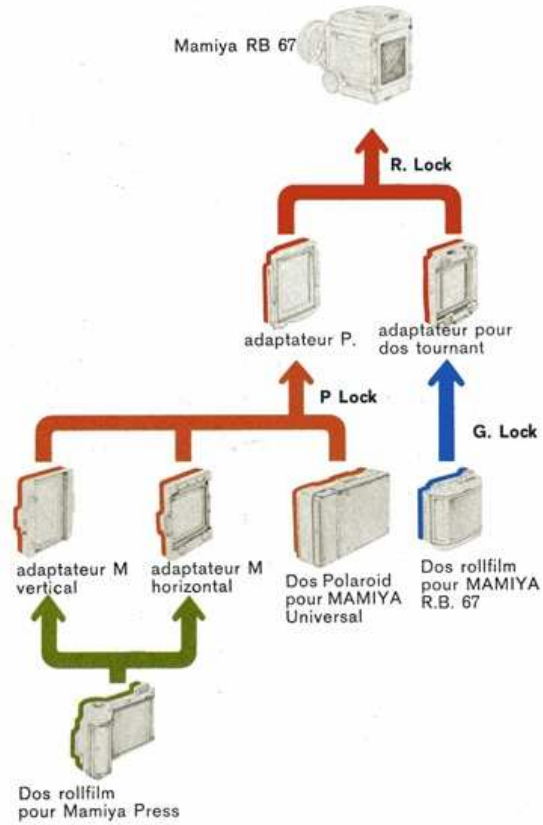 Mamiya RB 67
R. Lock
adaptateur P.
adaptateur pour
dos tournant
P Lock
G. Lock
adaptateur M
vertical
adaptateur M
horizontal
Dos Polaroid
pour MAMIYA
Universal
Dos rollfilm
pour MAMIYA
R.B. 67
Dos rollfilm
pour Mamiya Press